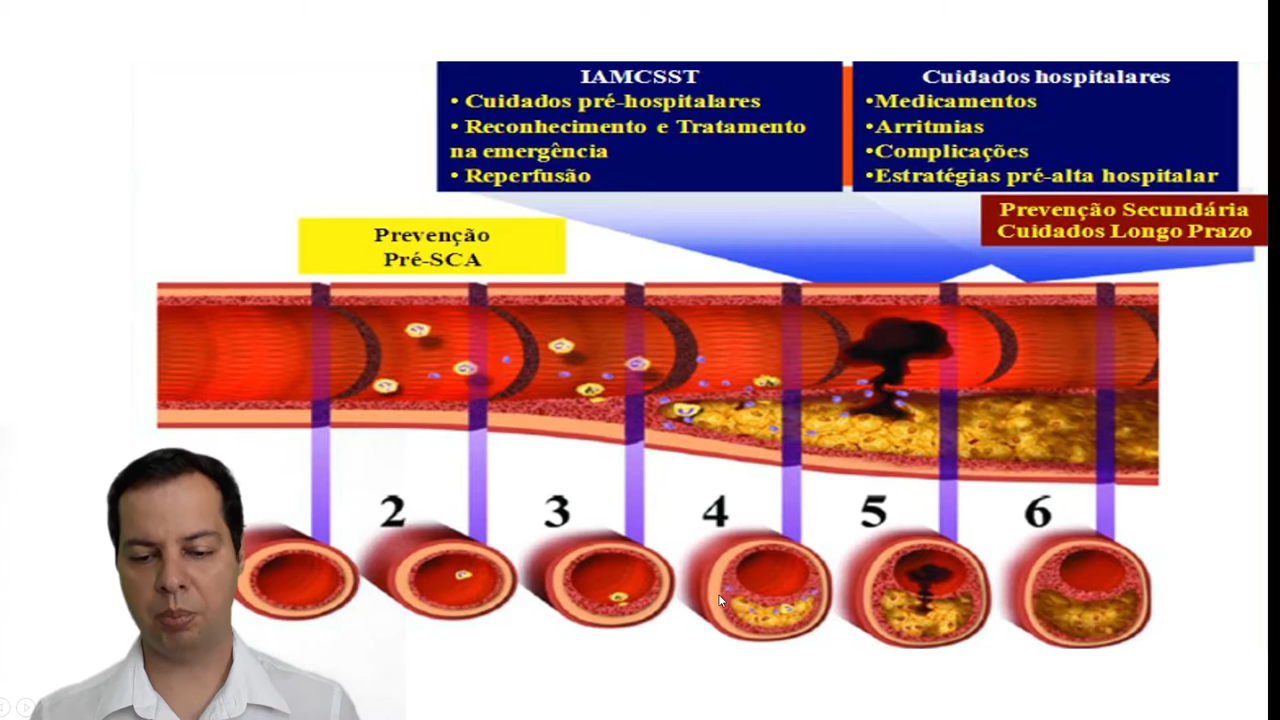 IAMCSST
• Cuidados pré-hospitalares
• Reconhecimento e Tratamento
na emergência
• Reperfusão
Cuidados hospitalares
•Medicamentos
•Arritmias
•Complicações
•Estratégias pré-alta hospitalar
Prevenção Secundária
Cuidados Longo Prazo
Prevenção
Pré-SCA
2 3 4 5 6